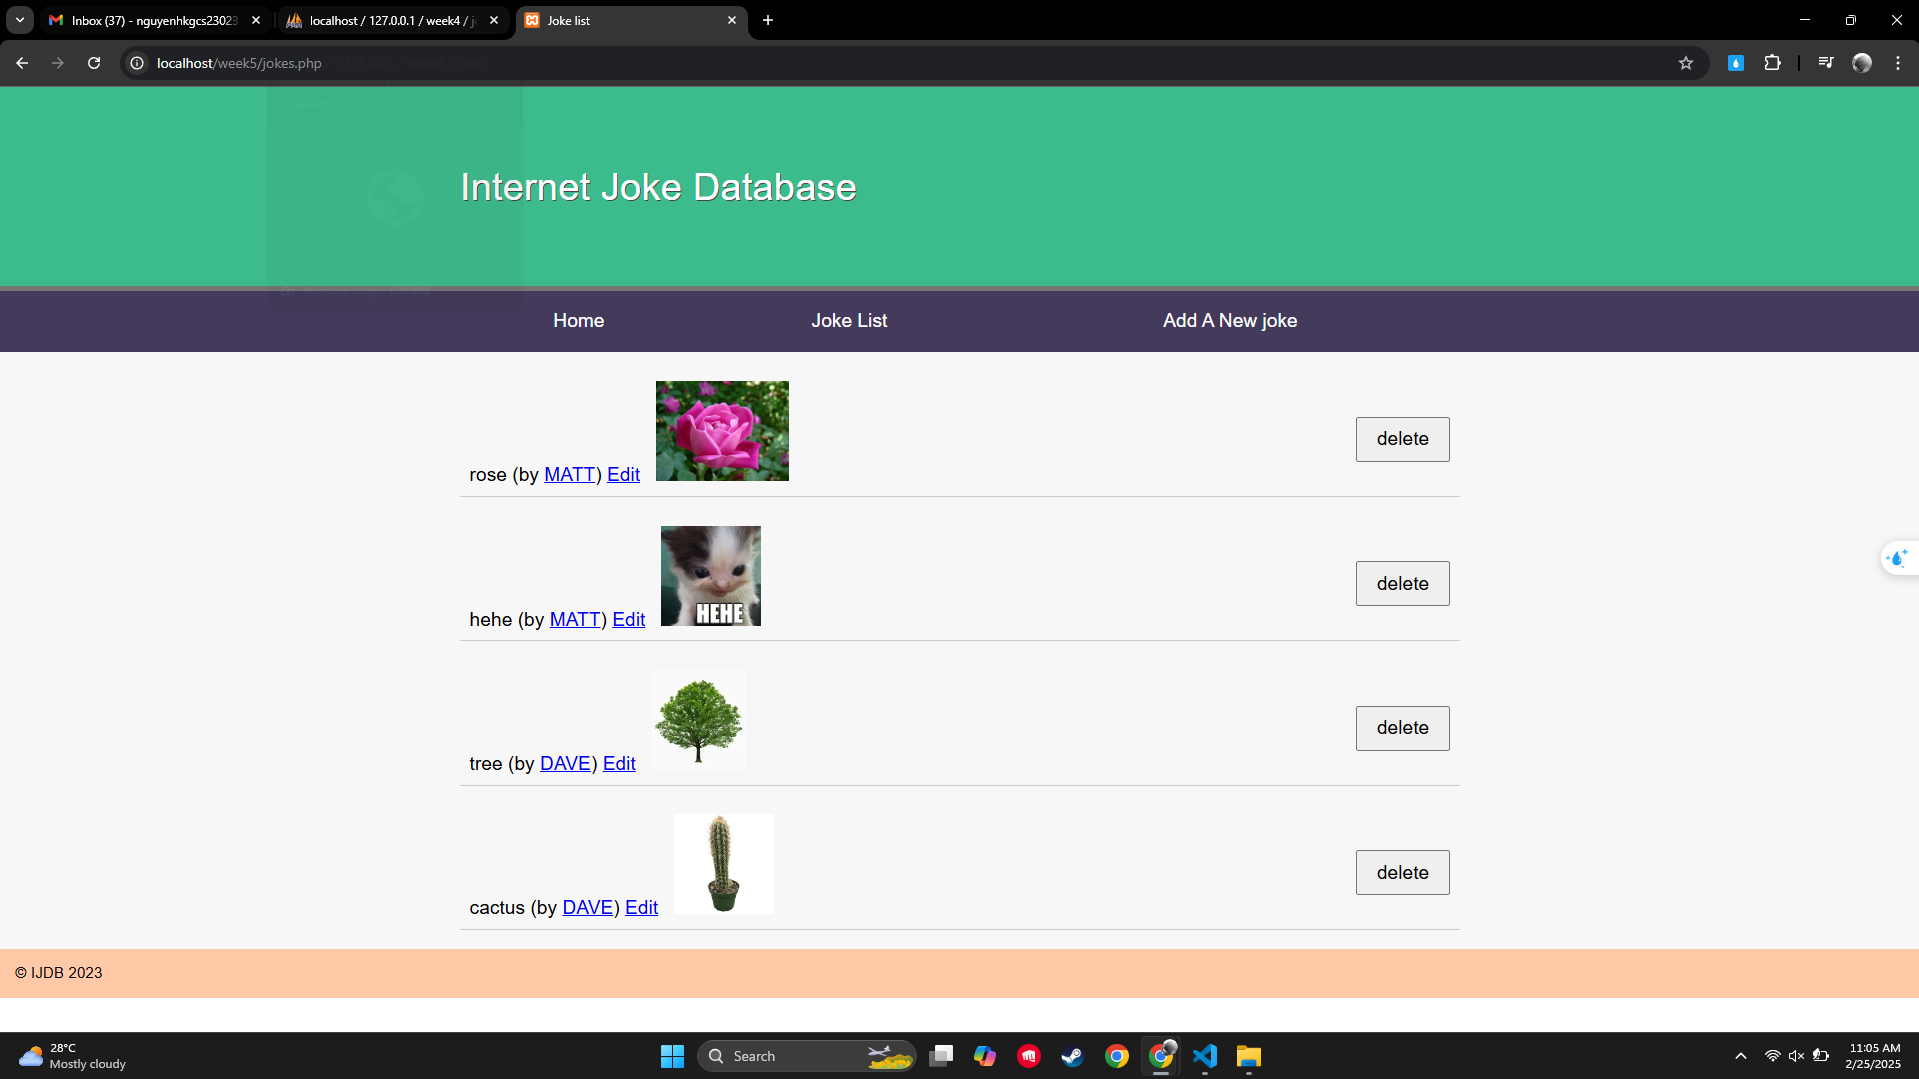 Inbox (37) - nguyenhkgcs23023
localhost / 127.0.0.1 / week4 / jo
Joke list
localhost/week5/jokes.php
Internet Joke Database
Home
Joke List
Add A New joke
rose (by MATT) Edit
delete
HEHE
hehe (by MATT) Edit
delete
tree (by DAVE) Edit
delete
cactus (by DAVE) Edit
delete
© IJDB 2023
28°C
Mostly cloudy
Search
11:05 AM
2/25/2025